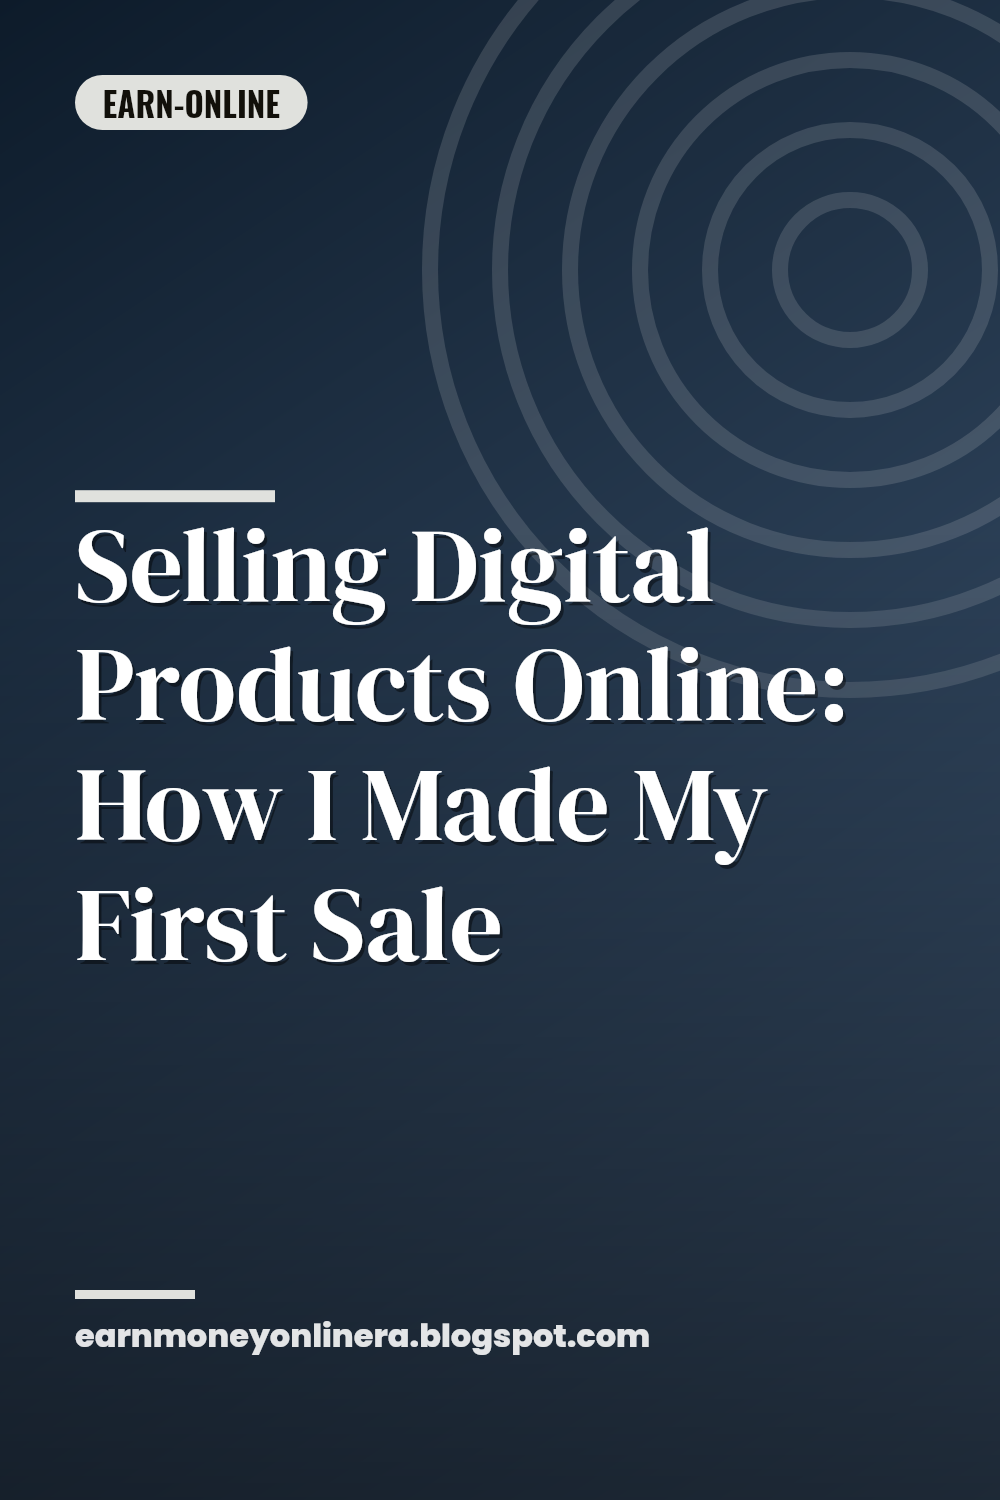 EARN-ONLINE
Selling Digital
Products Online:
How I Made My
First Sale
earnmoneyonlinera.blogspot.com